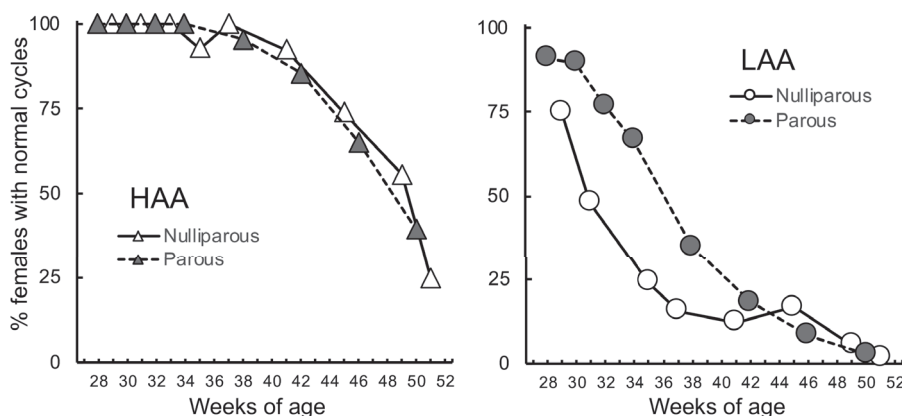 % females with normal cycles
100
75
50
25
0
HAA
Nulliparous
Parous
28 30 32 34 36 38 40 42 44 46 48 50 52
Weeks of age
100
75
50
25
0
LAA
Nulliparous
Parous
28 30 32 34 36 38 40 42 44 46 48 50 52
Weeks of age